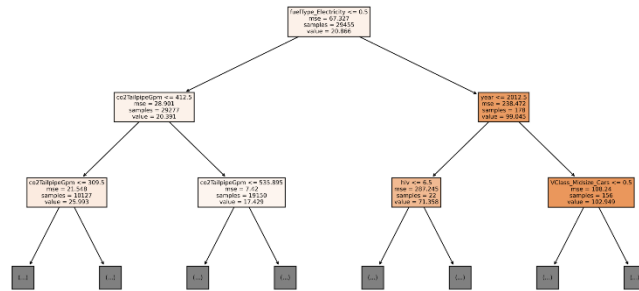 fuelType_Electricity <= 0.5
mse = 67.327
samples = 29455
value = 20.866
co2TailpipeGpm <= 412.5
mse = 28.901
samples = 29277
value = 20.391
year <= 2012.5
mse = 238.472
samples = 178
value = 99.045
co2TailpipeGpm <= 309.5
mse = 21.548
samples = 10127
value = 25.993
co2TailpipeGpm <= 535.895
mse = 7.42
samples = 19150
value = 17.429
hlv <= 6.5
mse = 287.245
samples = 22
value = 71.358
VClass_Midsize_Cars <= 0.5
mse = 100.24
samples = 156
value = 102.949
(...)
(...)
(...)
(...)
(...)
(...)
(...)
(...)